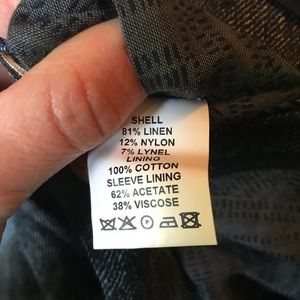 SHELL
81% LINEN
12% NYLON
7% LYNEL
LINING
100% COTTON
SLEEVE LINING
62% ACETATE
38% VISCOSE
P